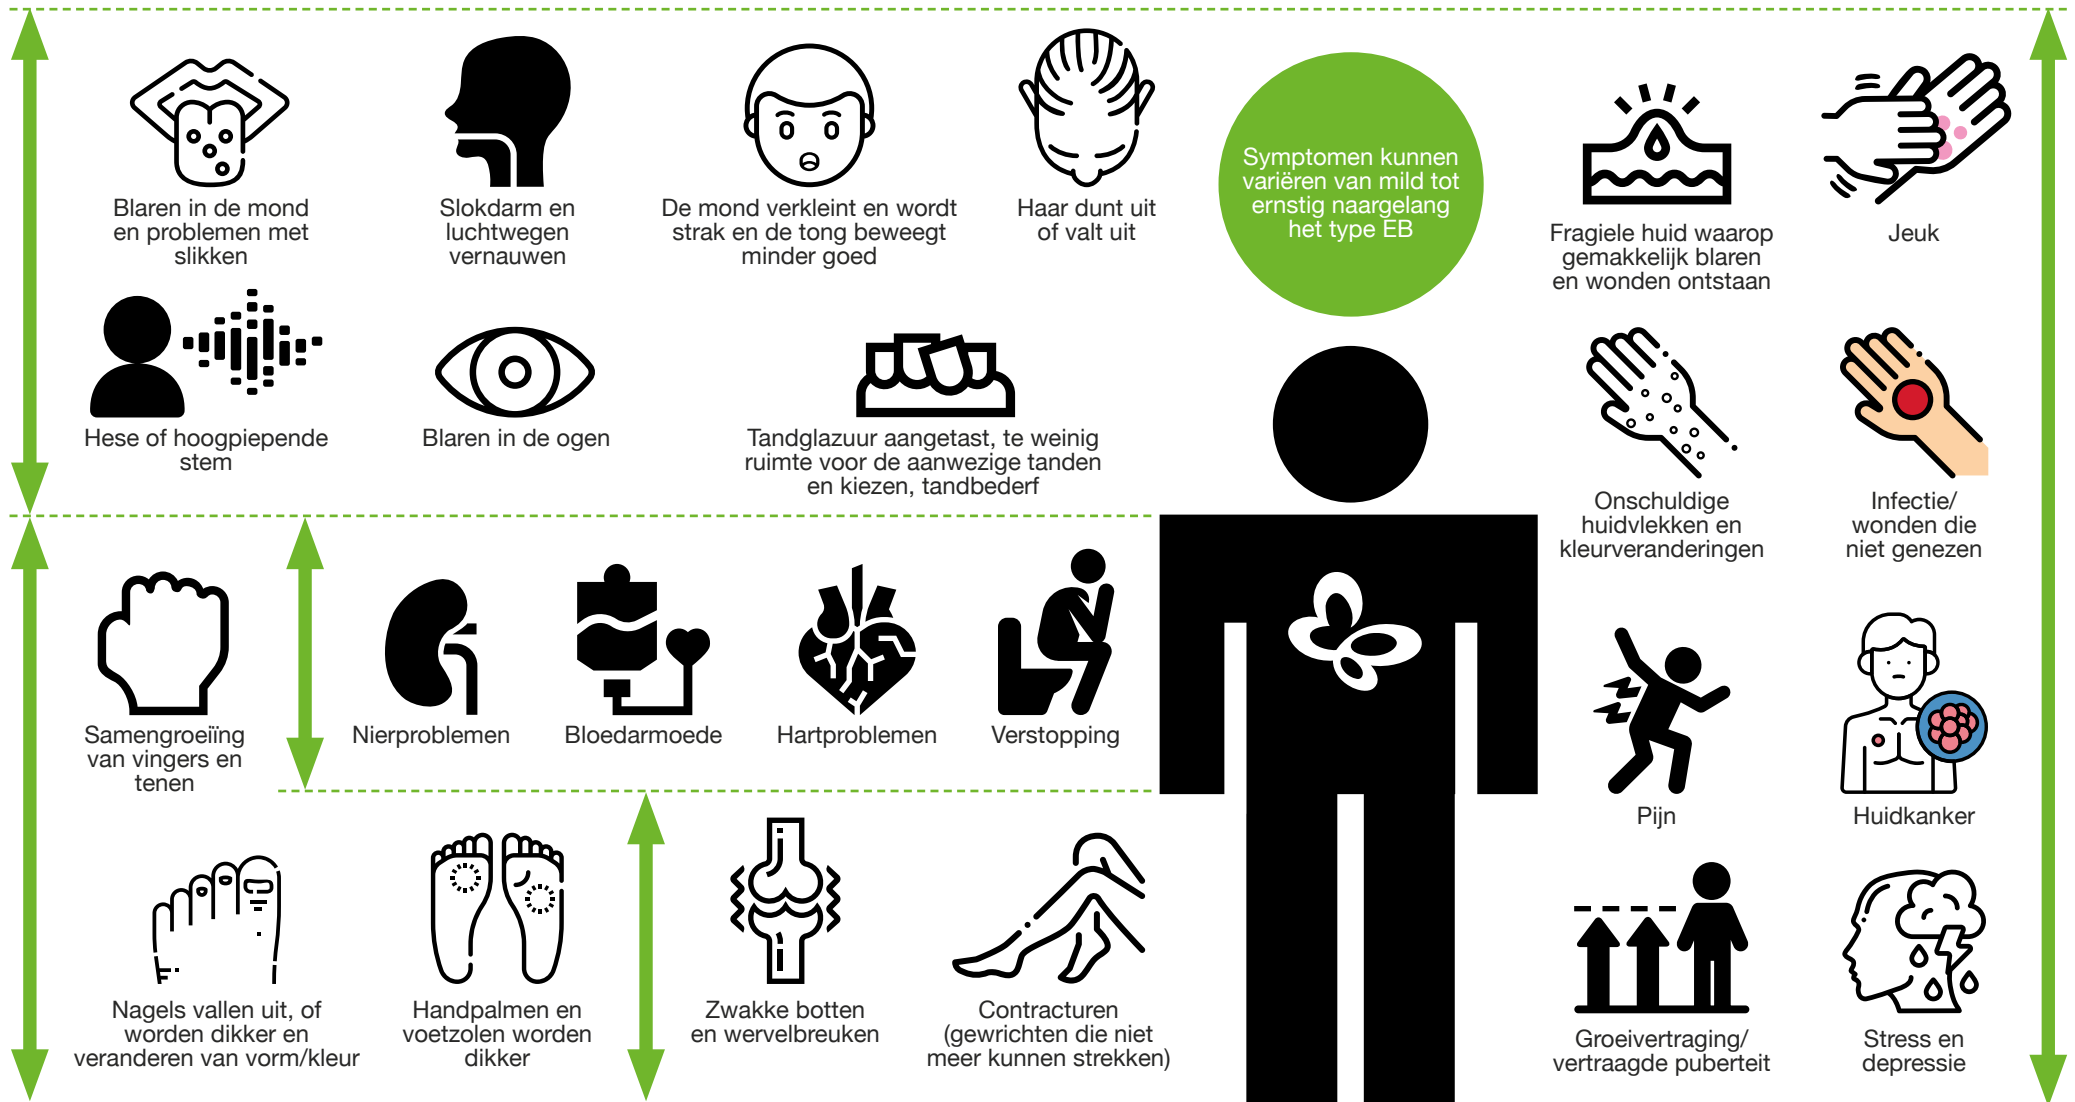 Blaren in de mond
en problemen met
slikken
Slokdarm en
luchtwegen
vernauwen
De mond verkleint en wordt
strak en de tong beweegt
minder goed
Haar dunt uit
of valt uit
Symptomen kunnen
variëren van mild tot
ernstig naargelang
het type EB
Fragiele huid waarop
gemakkelijk blaren
en wonden ontstaan
Jeuk
Hese of hoogpiepende
stem
Blaren in de ogen
Tandglazuur aangetast, te weinig
ruimte voor de aanwezige tanden
en kiezen, tandbederf
Onschuldige
huidvlekken en
kleurveranderingen
Infectie/
wonden die
niet genezen
Samengroeiïng
van vingers en
tenen
Nierproblemen
Bloedarmoede
Hartproblemen
Verstopping
Pijn
Huidkanker
Nagels vallen uit, of
worden dikker en
veranderen van vorm/kleur
Handpalmen en
voetzolen worden
dikker
Zwakke botten
en wervelbreuken
Contracturen
(gewrichten die niet
meer kunnen strekken)
Groeivertraging/
vertraagde puberteit
Stress en
depressie